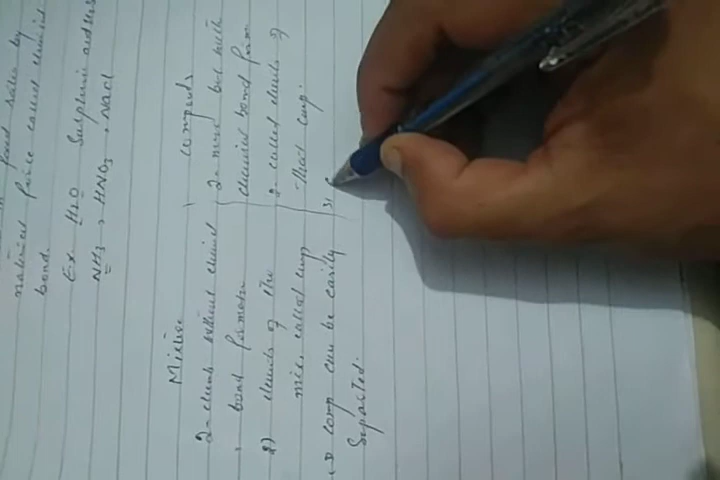 fixed ratio by
natural force called chemical
bond.
Ex H2O Sulphuric acid
NH3 → HNO3 , NaCl
Mixture
2- elements without chemical
bond formation
2) elements of the
mix. called comp
comp can be easily
Separated.
Compounds
2- more but with
chemical bond form
2- called elements of
that comp.
3)